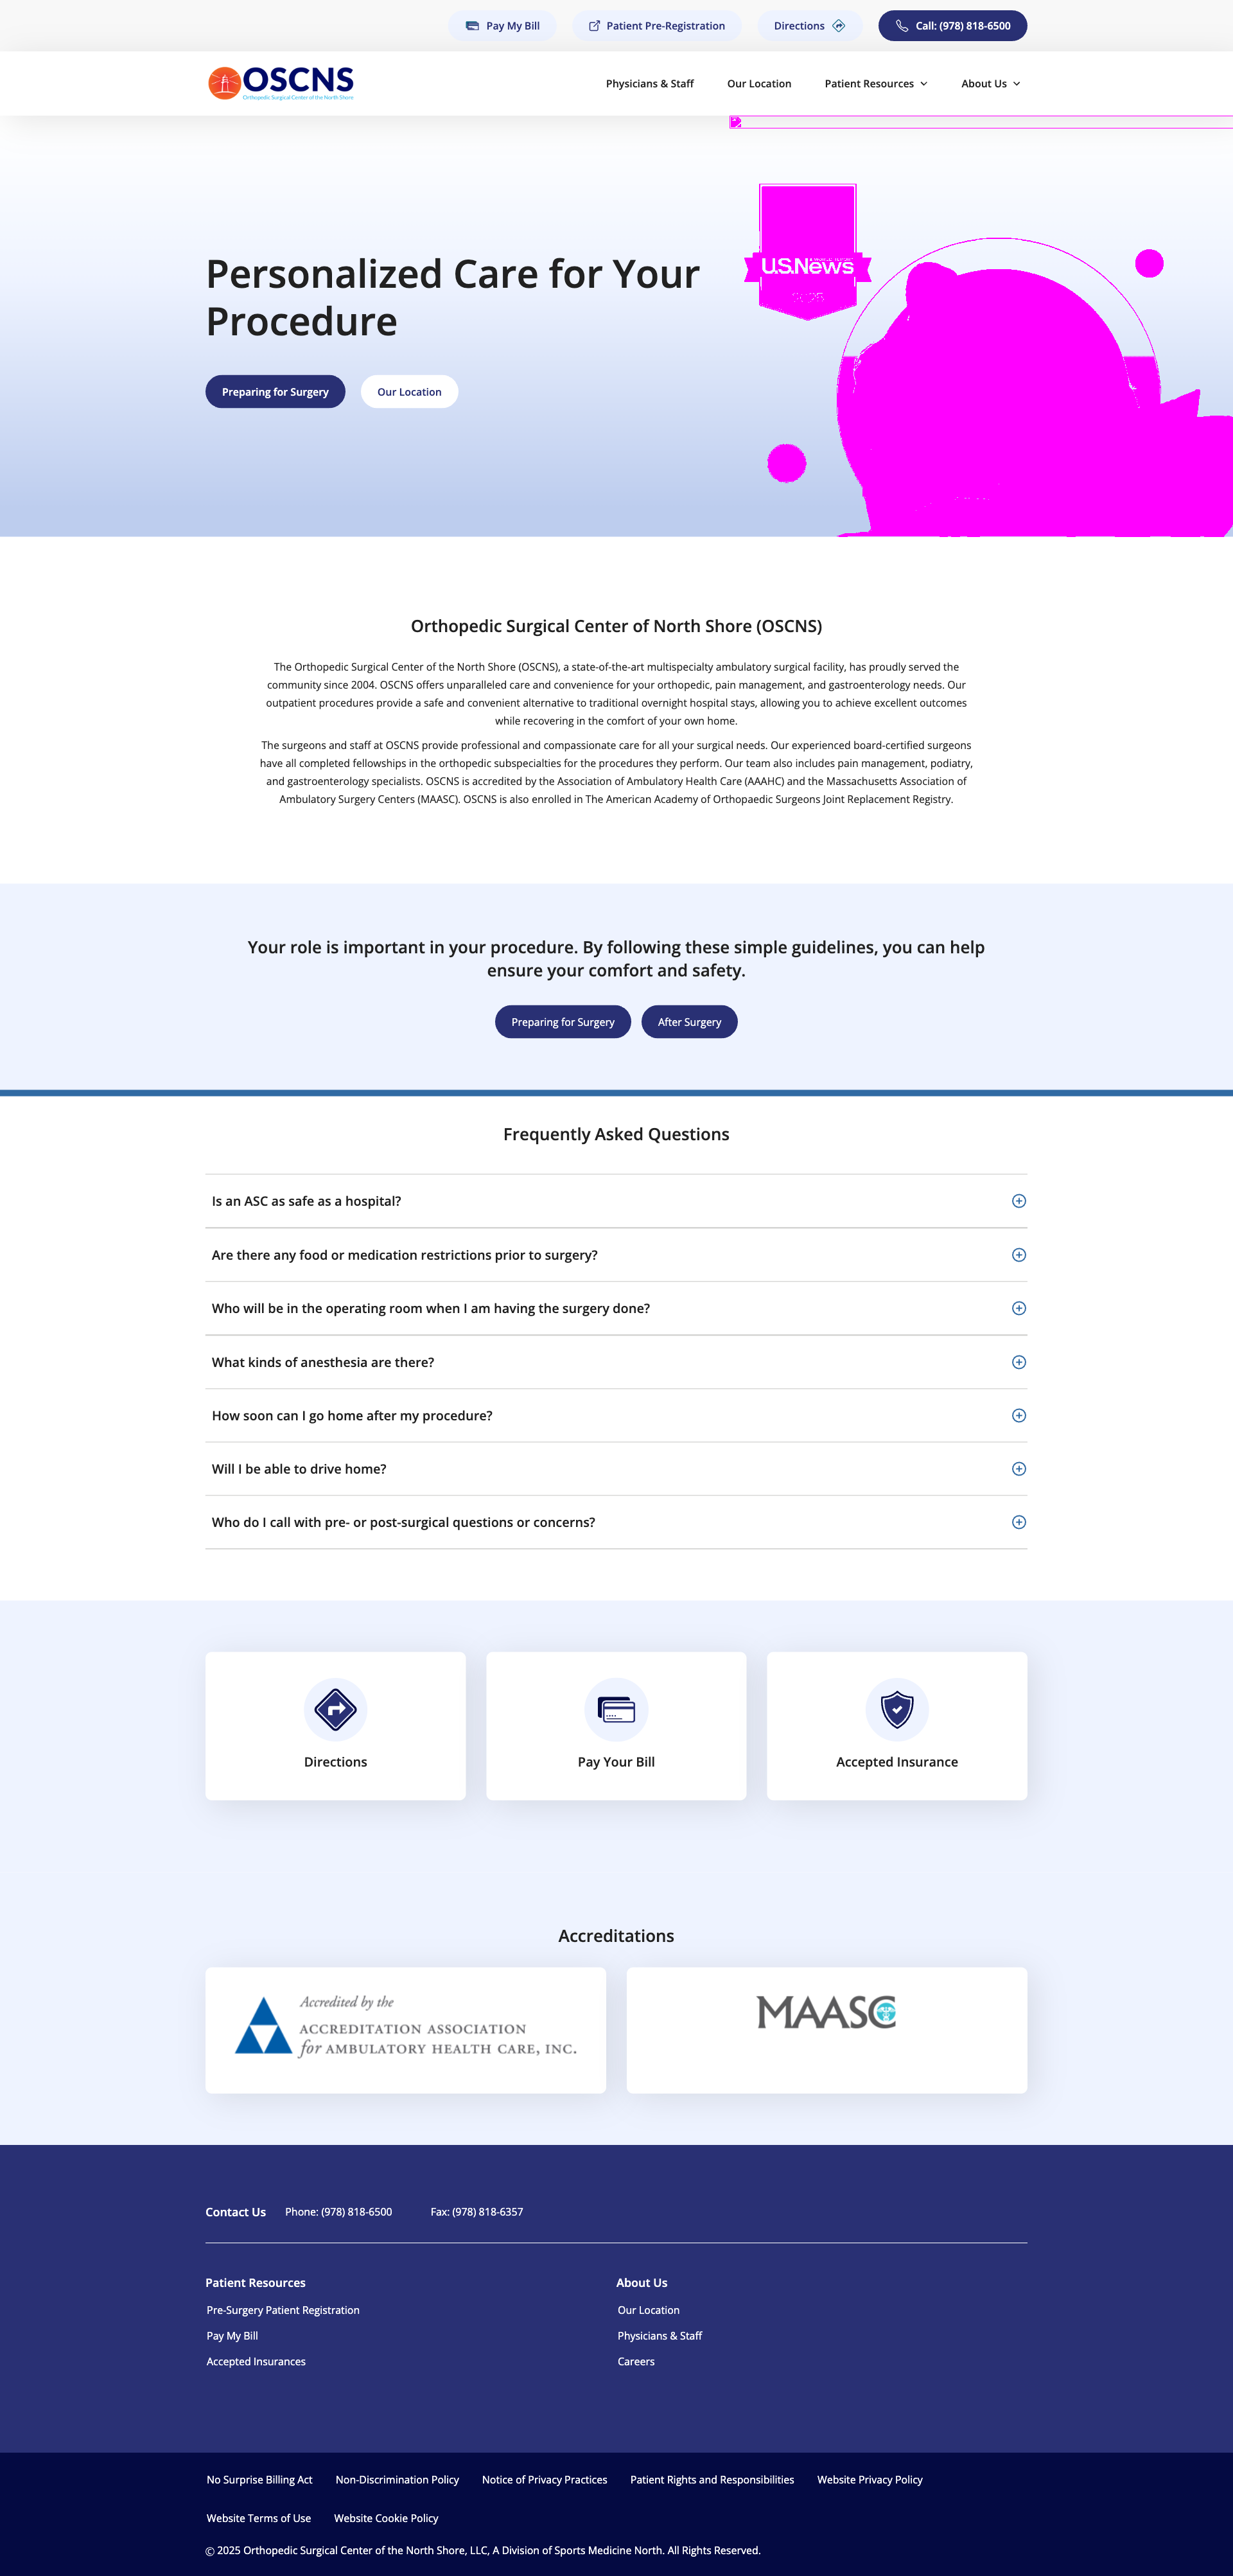 Pay My Bill
Patient Pre-Registration
Directions
Call: (978) 818-6500
OSCNS
Orthopedic Surgical Center of the North Shore
Physicians & Staff
Our Location
Patient Resources
About Us
U.S.News
2025
Personalized Care for Your
Procedure
Preparing for Surgery
Our Location
Orthopedic Surgical Center of North Shore (OSCNS)
The Orthopedic Surgical Center of the North Shore (OSCNS), a state-of-the-art multispecialty ambulatory surgical facility, has proudly served the
community since 2004. OSCNS offers unparalleled care and convenience for your orthopedic, pain management, and gastroenterology needs. Our
outpatient procedures provide a safe and convenient alternative to traditional overnight hospital stays, allowing you to achieve excellent outcomes
while recovering in the comfort of your own home.
The surgeons and staff at OSCNS provide professional and compassionate care for all your surgical needs. Our experienced board-certified surgeons
have all completed fellowships in the orthopedic subspecialties for the procedures they perform. Our team also includes pain management, podiatry,
and gastroenterology specialists. OSCNS is accredited by the Association of Ambulatory Health Care (AAAHC) and the Massachusetts Association of
Ambulatory Surgery Centers (MAASC). OSCNS is also enrolled in The American Academy of Orthopaedic Surgeons Joint Replacement Registry.
Your role is important in your procedure. By following these simple guidelines, you can help
ensure your comfort and safety.
Preparing for Surgery
After Surgery
Frequently Asked Questions
Is an ASC as safe as a hospital?
Are there any food or medication restrictions prior to surgery?
Who will be in the operating room when I am having the surgery done?
What kinds of anesthesia are there?
How soon can I go home after my procedure?
Will I be able to drive home?
Who do I call with pre- or post-surgical questions or concerns?
Directions
Pay Your Bill
Accepted Insurance
Accreditations
Accredited by the
ACCREDITATION ASSOCIATION
for AMBULATORY HEALTH CARE, INC.
MAASC
Contact Us
Phone: (978) 818-6500
Fax: (978) 818-6357
Patient Resources
Pre-Surgery Patient Registration
Pay My Bill
Accepted Insurances
About Us
Our Location
Physicians & Staff
Careers
No Surprise Billing Act
Non-Discrimination Policy
Notice of Privacy Practices
Patient Rights and Responsibilities
Website Privacy Policy
Website Terms of Use
Website Cookie Policy
© 2025 Orthopedic Surgical Center of the North Shore, LLC, A Division of Sports Medicine North. All Rights Reserved.